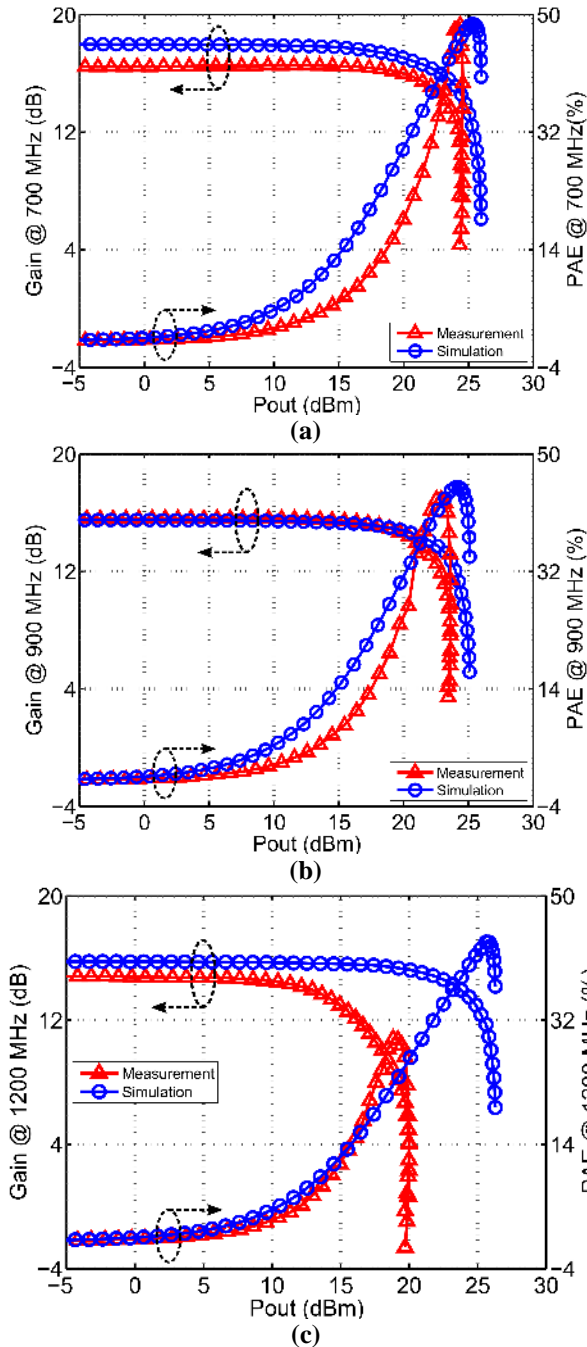 20
50
12
32
4
14
−4
−4
Gain @ 700 MHz (dB)
PAE @ 700 MHz(%)
Measurement
Simulation
−5 0 5 10 15 20 25 30
Pout (dBm)
(a)
20
50
12
32
4
14
−4
−4
Gain @ 900 MHz (dB)
PAE @ 900 MHz (%)
Measurement
Simulation
−5 0 5 10 15 20 25 30
Pout (dBm)
(b)
20
50
12
32
4
14
−4
−4
Gain @ 1200 MHz (dB)
PAE @ 1200 MHz (%)
Measurement
Simulation
−5 0 5 10 15 20 25 30
Pout (dBm)
(c)